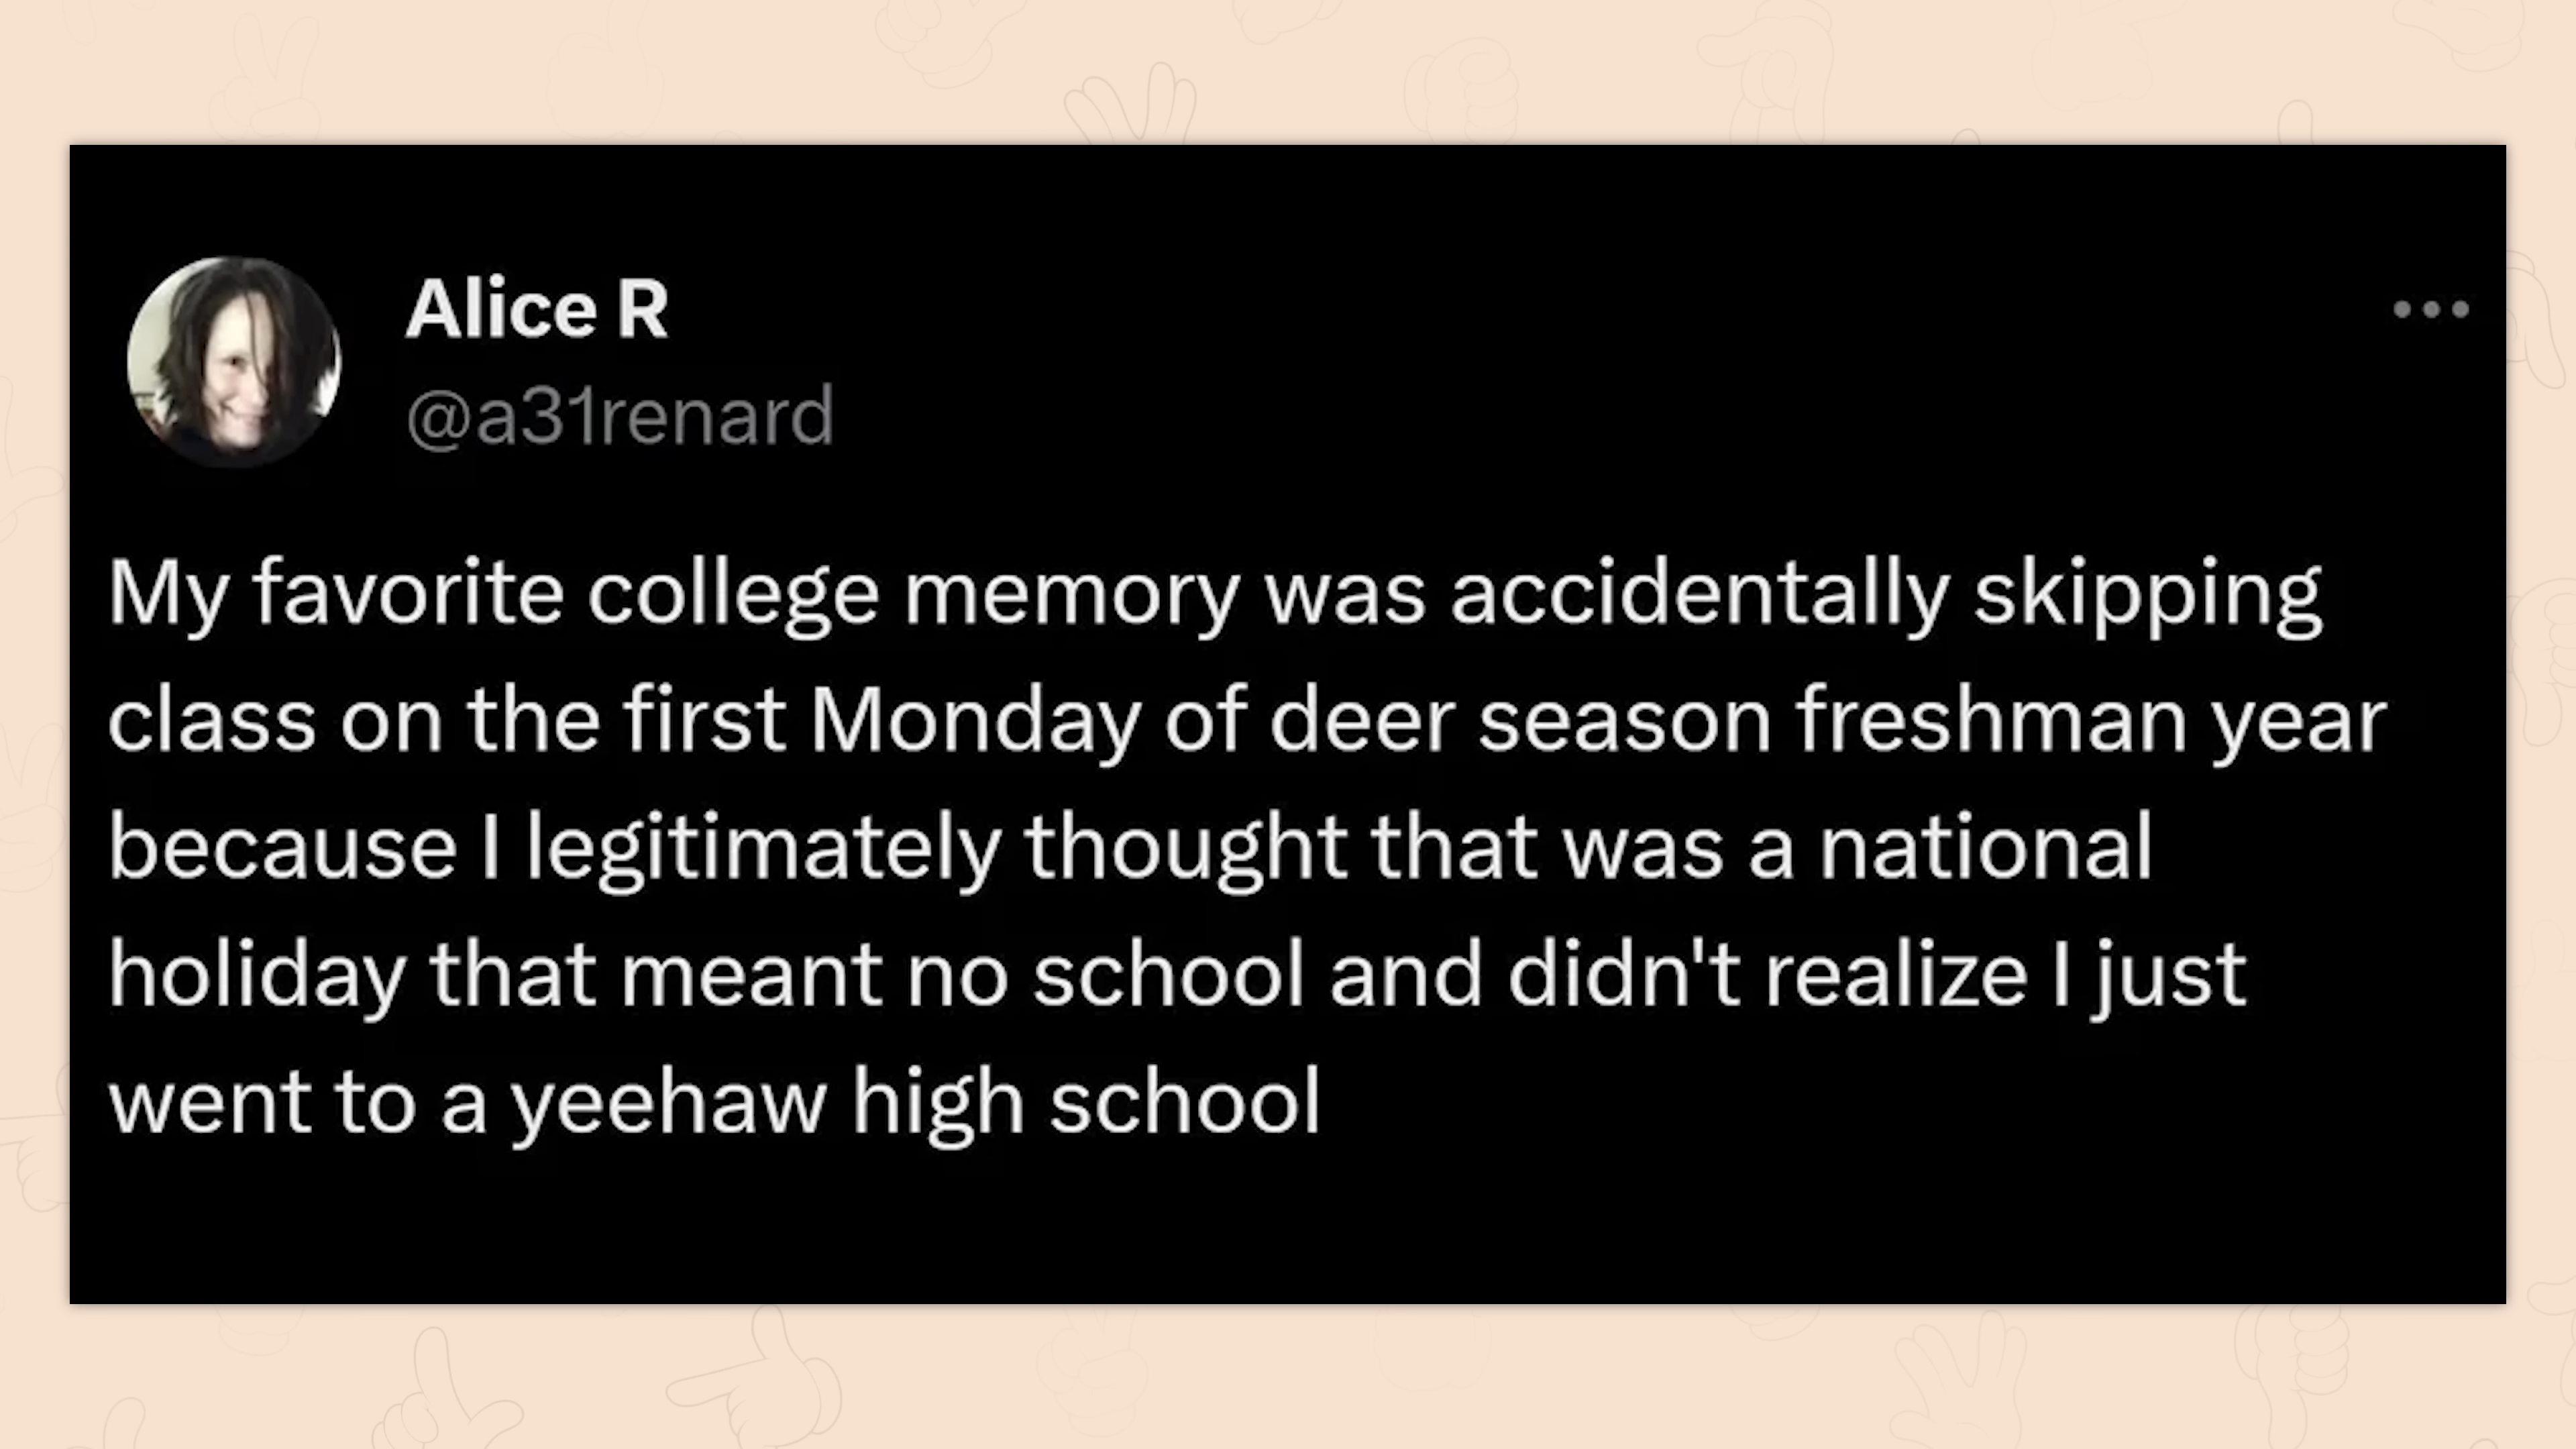 Alice R
@a31renard
My favorite college memory was accidentally skipping
class on the first Monday of deer season freshman year
because I legitimately thought that was a national
holiday that meant no school and didn't realize I just
went to a yeehaw high school